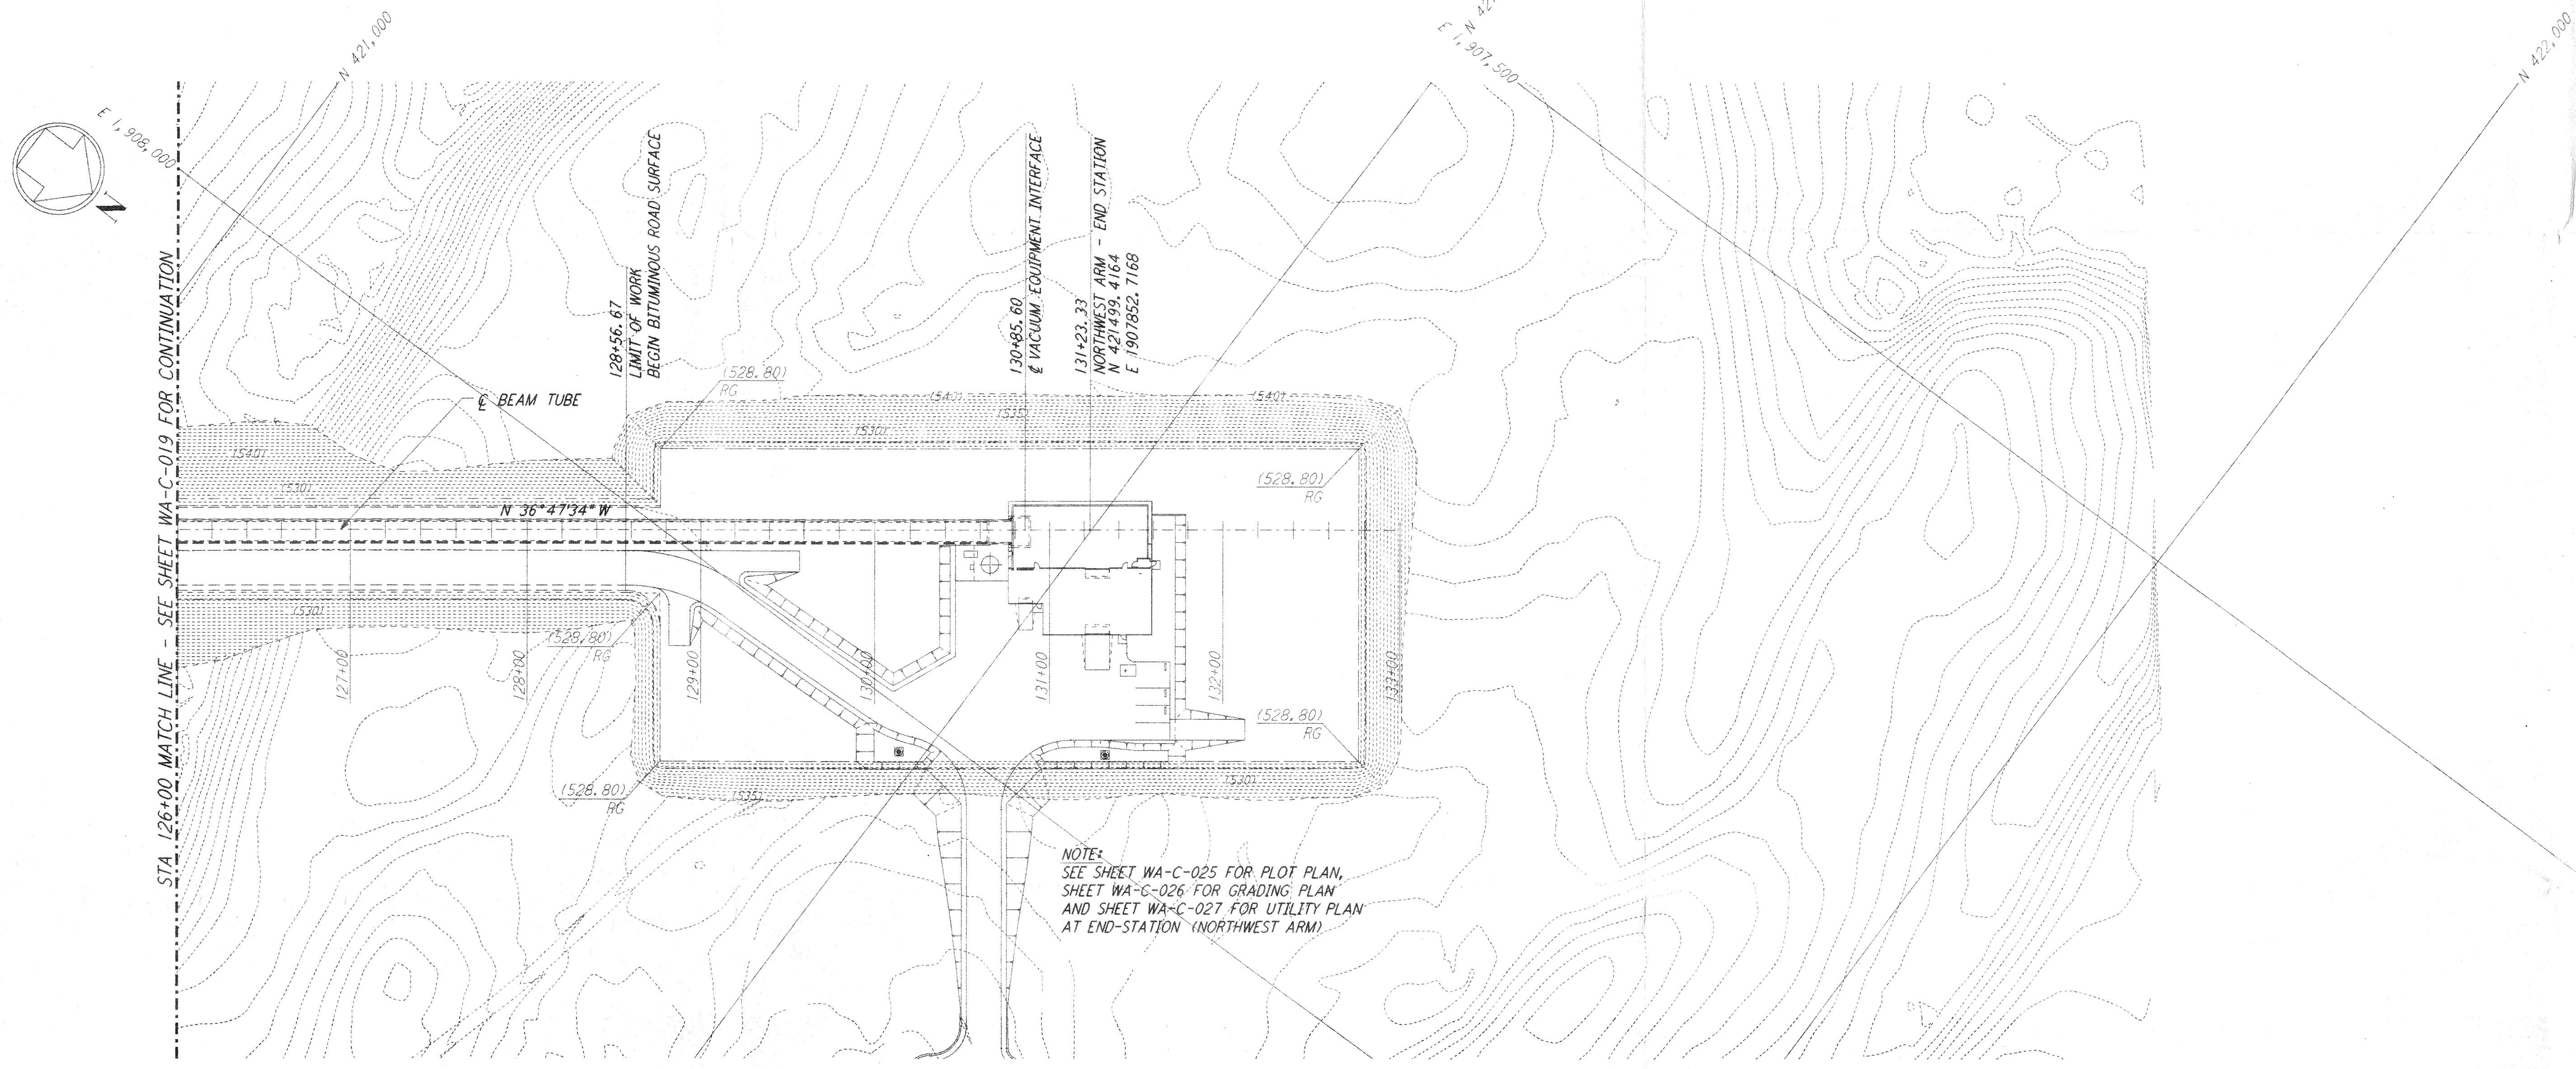 N 421,000
E 1,908,000
N
STA 126+00 MATCH LINE - SEE SHEET WA-C-019 FOR CONTINUATION
E 1,907,500
N 422,000
128+56.67
LIMIT OF WORK
BEGIN BITUMINOUS ROAD SURFACE
130+85.60
℄ VACUUM EQUIPMENT INTERFACE
131+23.33
NORTHWEST ARM - END STATION
N 421499.4164
E 1907852.7168
(528.80)
RG
℄ BEAM TUBE
(540)
(540)
(535)
(530)
(540)
(530)
(528.80)
RG
N 36°47'34" W
(530)
(528.80)
RG
127+00
128+00
129+00
130+00
131+00
132+00
133+00
(528.80)
RG
(528.80)
RG
(535)
(530)
NOTE:
SEE SHEET WA-C-025 FOR PLOT PLAN,
SHEET WA-C-026 FOR GRADING PLAN
AND SHEET WA-C-027 FOR UTILITY PLAN
AT END-STATION (NORTHWEST ARM)